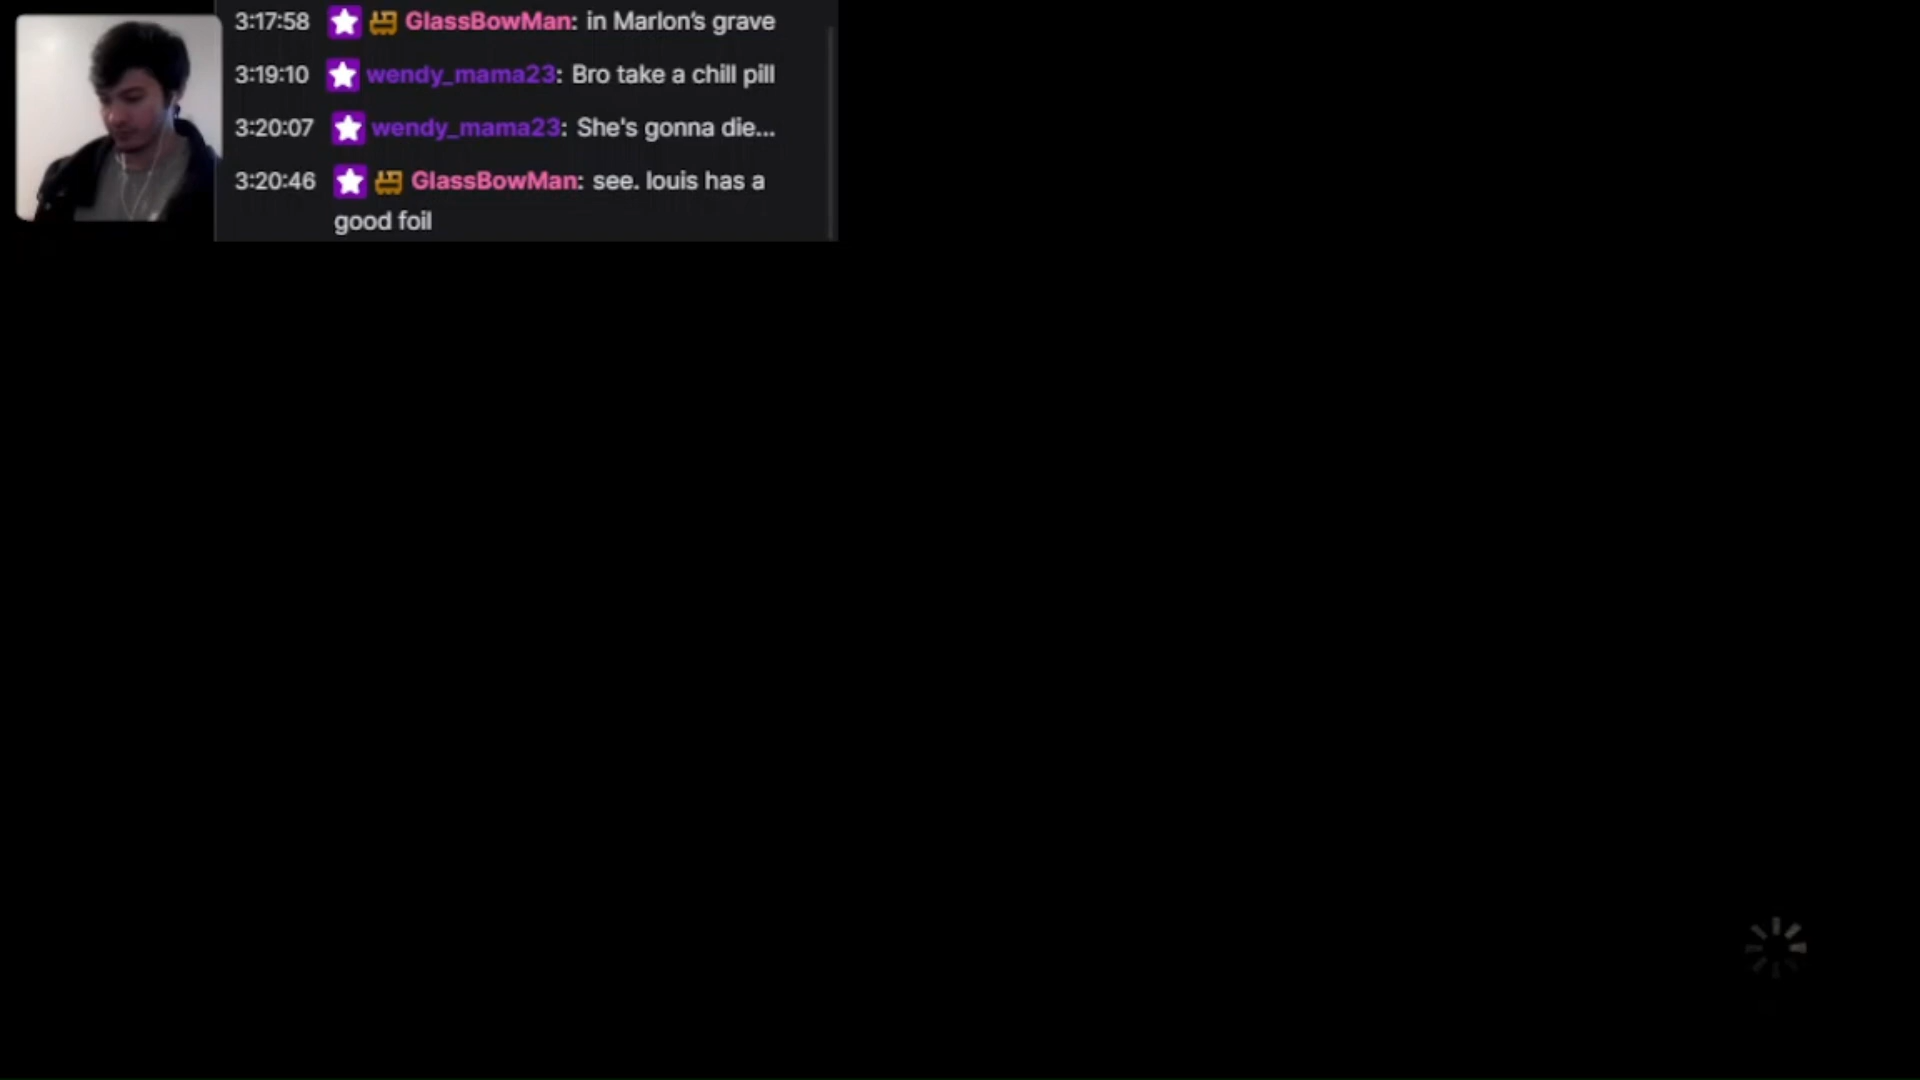 3:17:58 GlassBowMan: in Marlon's grave
3:19:10 wendy_mama23: Bro take a chill pill
3:20:07 wendy_mama23: She's gonna die...
3:20:46 GlassBowMan: see. louis has a
good foil